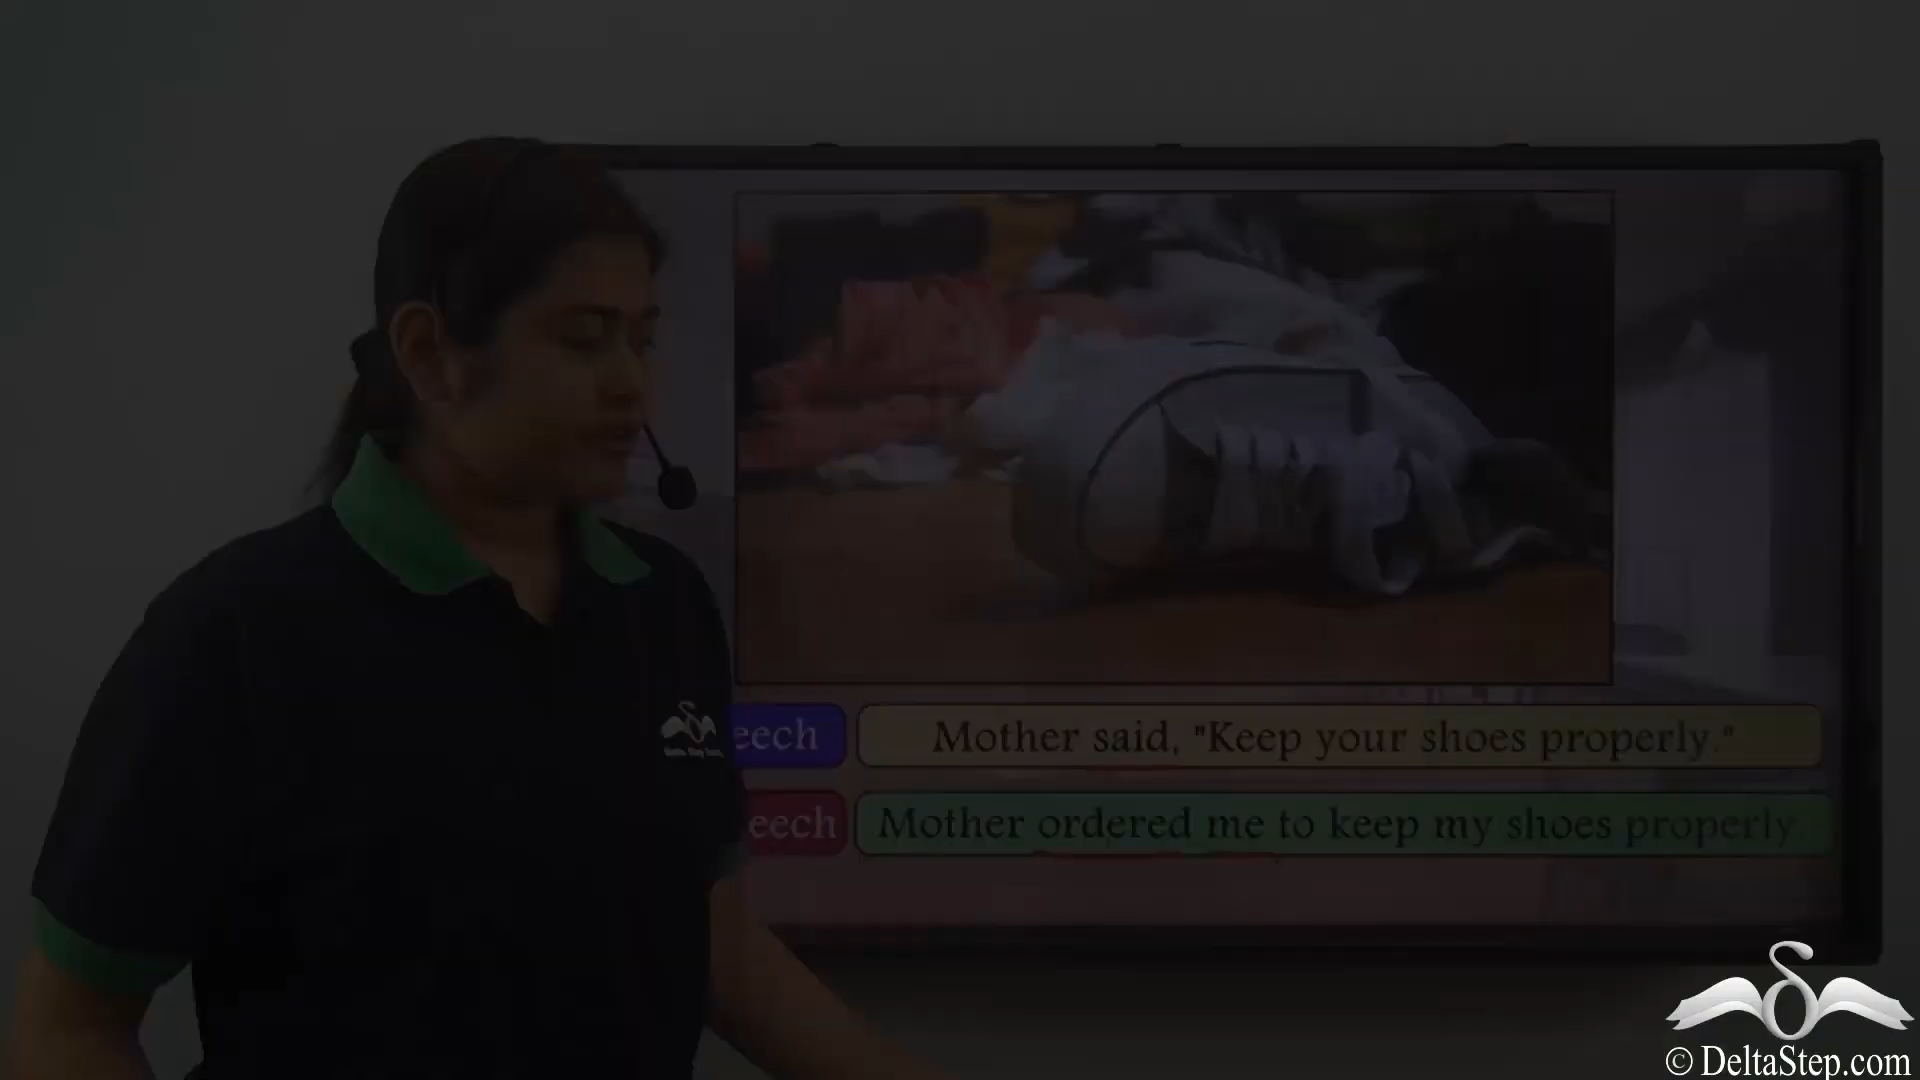 eech
Mother said, "Keep your shoes properly."
eech
Mother ordered me to keep my shoes properly.
© DeltaStep.com